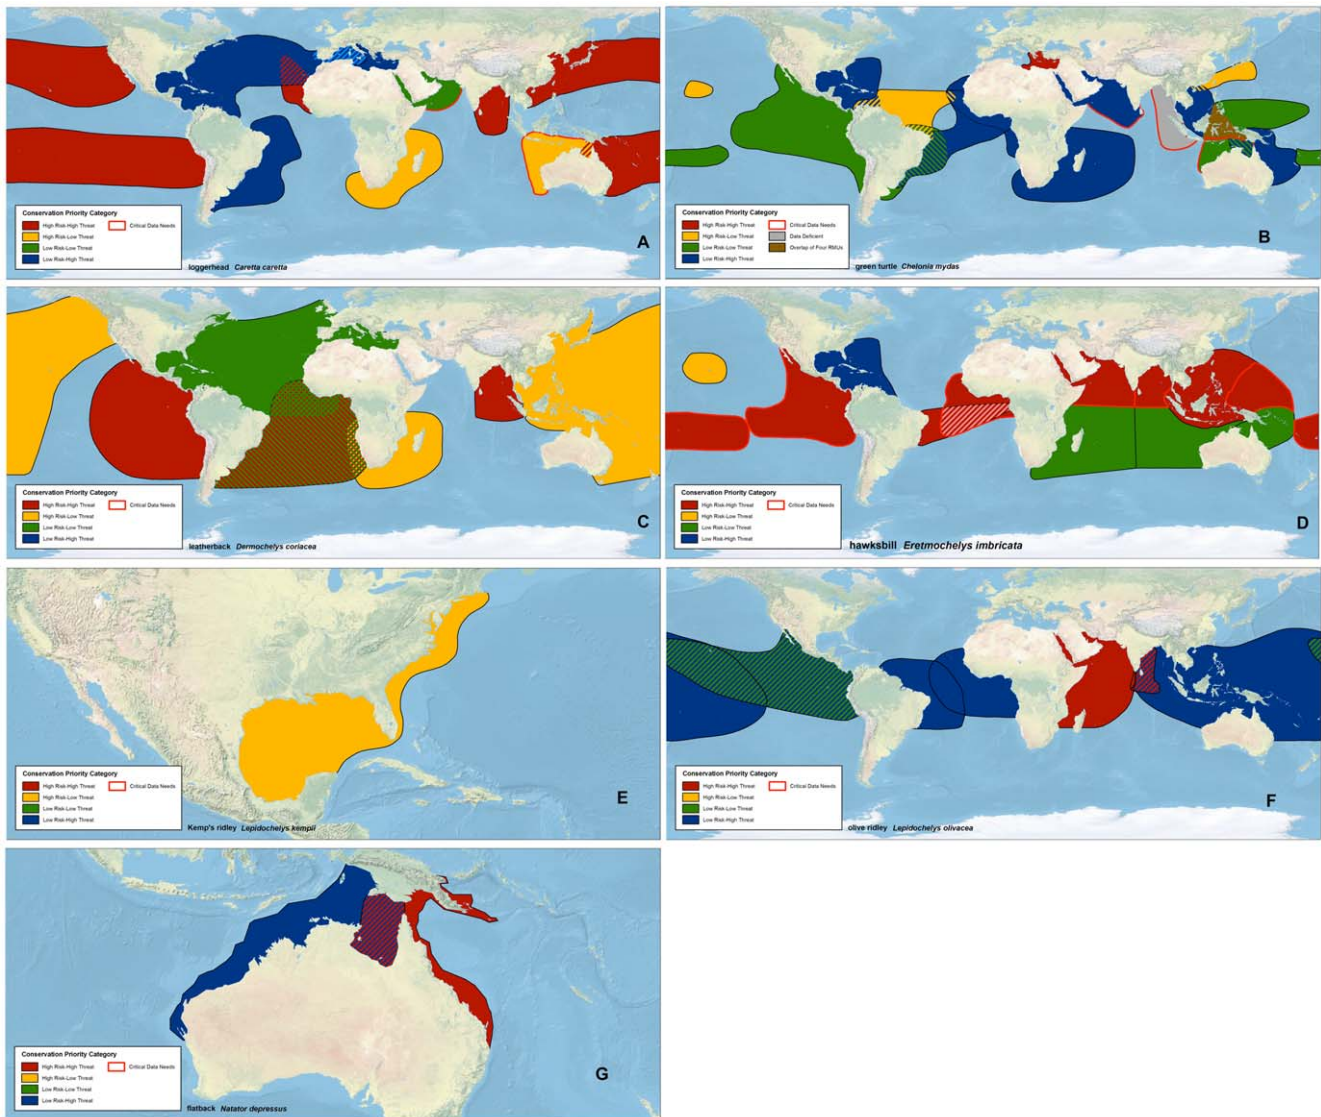 Conservation Priority Category
High Risk-High Threat Critical Data Needs
High Risk-Low Threat
Low Risk-Low Threat
Low Risk-High Threat
loggerhead Caretta caretta
A
Conservation Priority Category
High Risk-High Threat Critical Data Needs
High Risk-Low Threat Data Deficient
Low Risk-Low Threat Overlap of Four RMUs
Low Risk-High Threat
green turtle Chelonia mydas
B
Conservation Priority Category
High Risk-High Threat Critical Data Needs
High Risk-Low Threat
Low Risk-Low Threat
Low Risk-High Threat
leatherback Dermochelys coriacea
C
Conservation Priority Category
High Risk-High Threat Critical Data Needs
High Risk-Low Threat
Low Risk-Low Threat
Low Risk-High Threat
hawksbill Eretmochelys imbricata
D
Conservation Priority Category
High Risk-High Threat Critical Data Needs
High Risk-Low Threat
Low Risk-Low Threat
Low Risk-High Threat
Kemp's ridley Lepidochelys kempii
E
Conservation Priority Category
High Risk-High Threat Critical Data Needs
High Risk-Low Threat
Low Risk-Low Threat
Low Risk-High Threat
olive ridley Lepidochelys olivacea
F
Conservation Priority Category
High Risk-High Threat Critical Data Needs
High Risk-Low Threat
Low Risk-Low Threat
Low Risk-High Threat
flatback Natator depressus
G